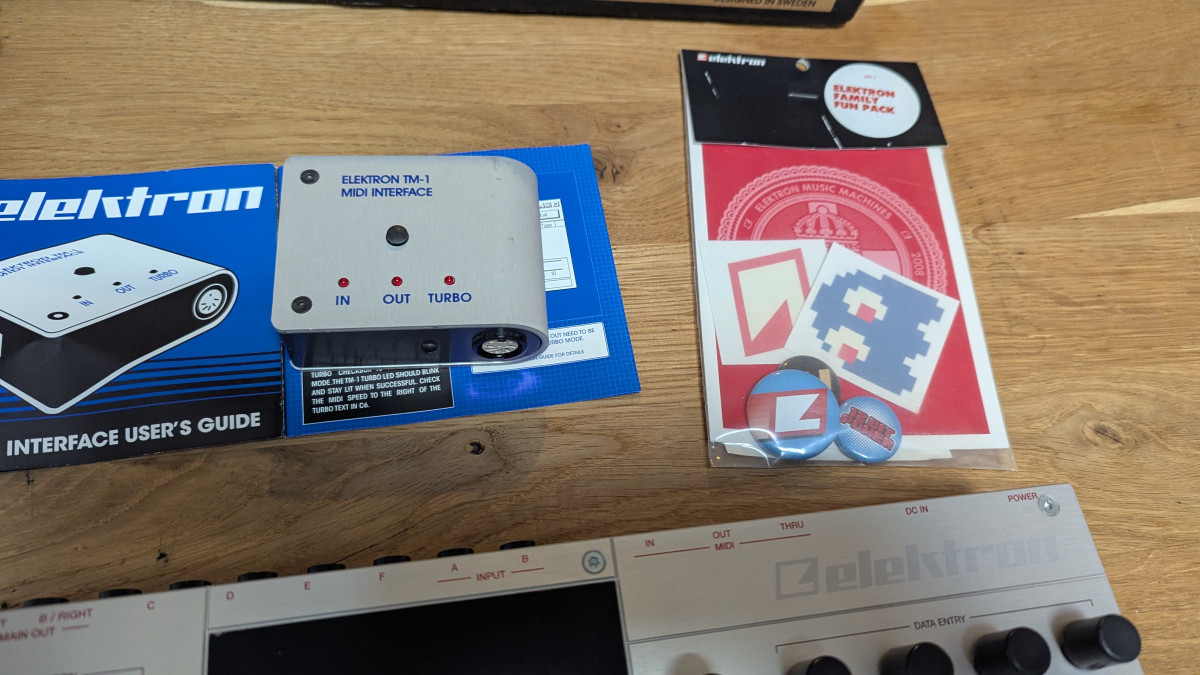 DESIGNED IN SWEDEN
elektron
ELEKTRON
FAMILY
FUN PACK
ELEKTRON MUSIC MACHINES
2008
elektron
IN
OUT
TURBO
INTERFACE USER'S GUIDE
ELEKTRON TM-1
MIDI INTERFACE
IN
OUT
TURBO
OUT NEED TO BE
TURBO MODE.
GUIDE FOR DETAILS
MODE. THE TM-1 TURBO LED SHOULD BLINK
AND STAY LIT WHEN SUCCESSFUL. CHECK
THE MIDI SPEED TO THE RIGHT OF THE
TURBO TEXT IN C6.
B / RIGHT
MAIN OUT
C
D
E
F
A
B
INPUT
IN
OUT
THRU
MIDI
DC IN
POWER
elektron
DATA ENTRY